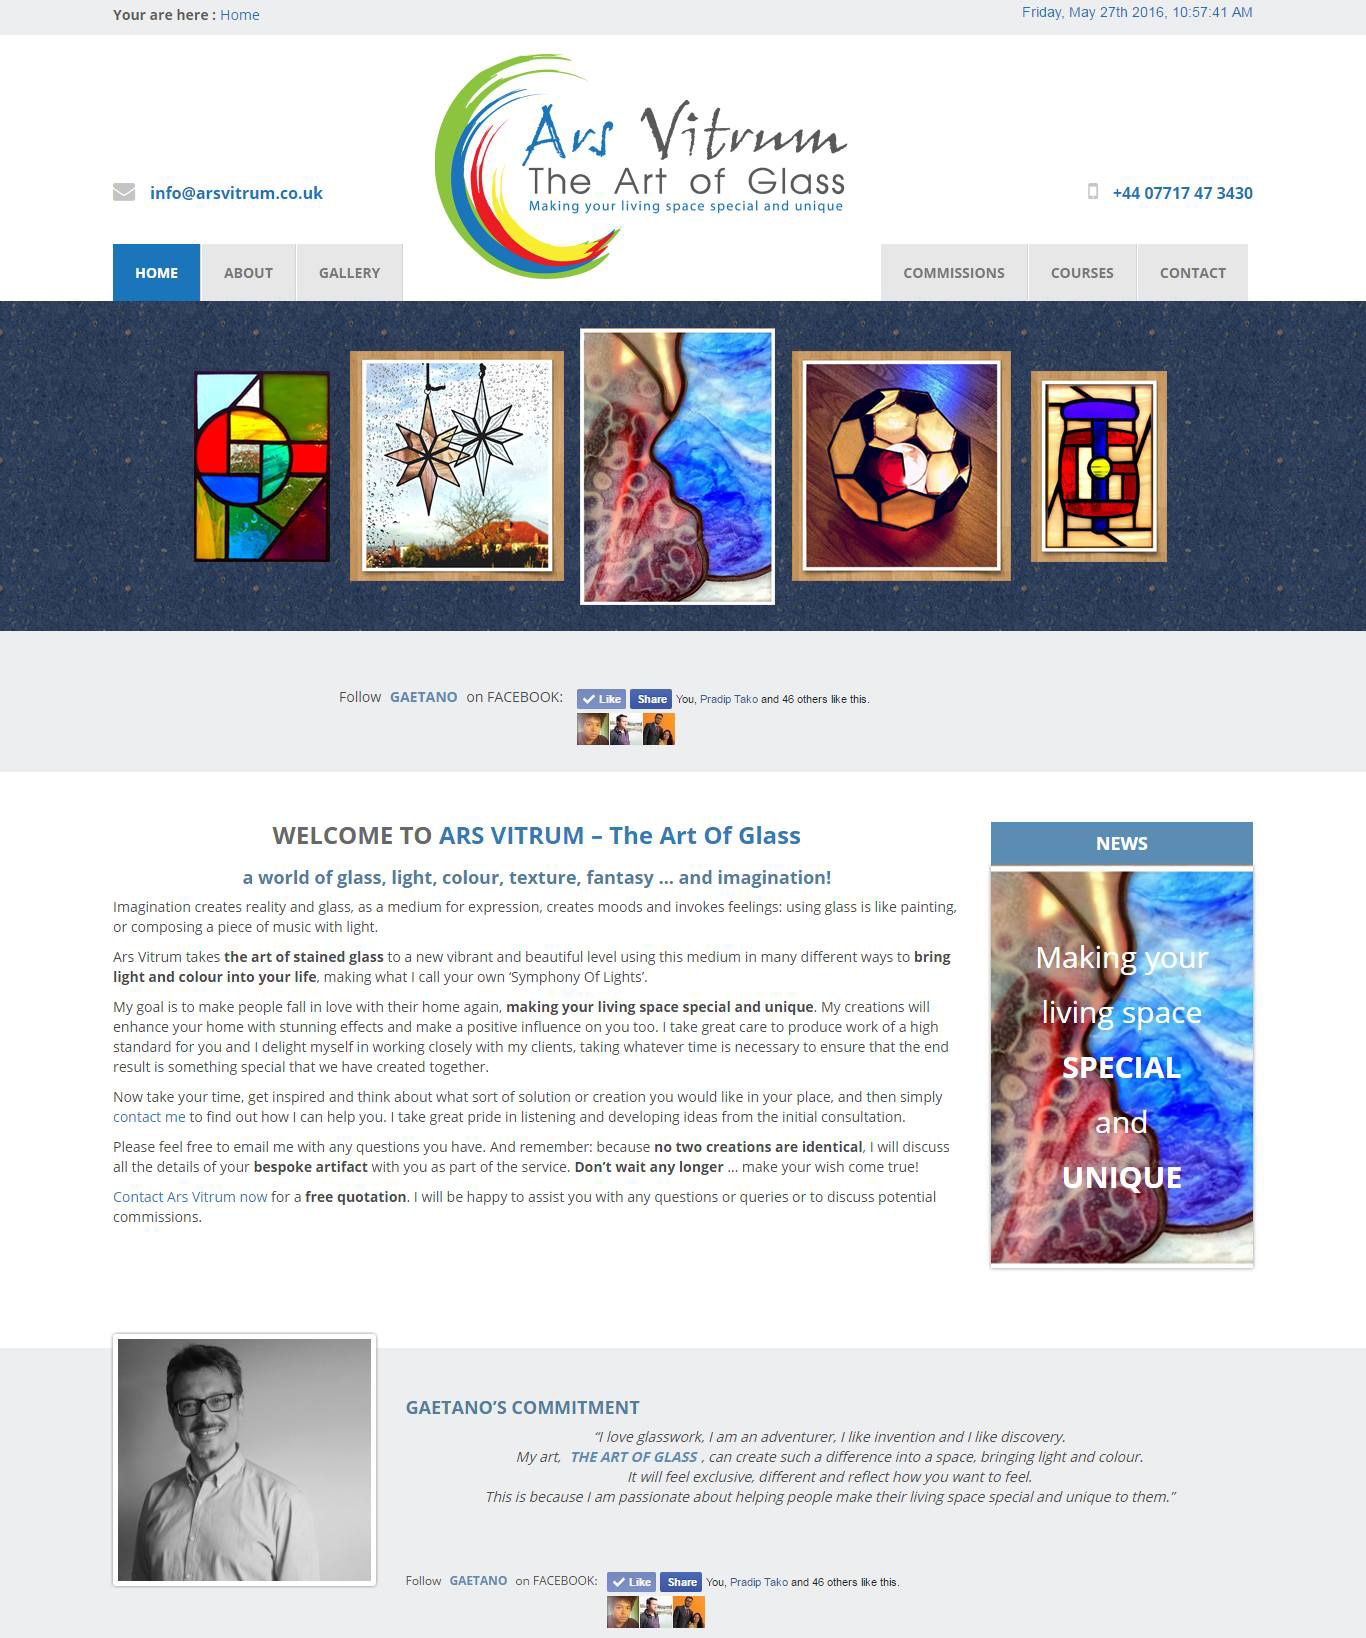 Your are here : Home
Friday, May 27th 2016, 10:57:41 AM
Ars Vitrum
The Art of Glass
Making your living space special and unique
info@arsvitrum.co.uk
+44 07717 47 3430
HOME ABOUT GALLERY
COMMISSIONS COURSES CONTACT
Follow GAETANO on FACEBOOK: Like Share You, Pradip Tako and 46 others like this.
WELCOME TO ARS VITRUM – The Art Of Glass
a world of glass, light, colour, texture, fantasy ... and imagination!
Imagination creates reality and glass, as a medium for expression, creates moods and invokes feelings: using glass is like painting,
or composing a piece of music with light.
Ars Vitrum takes the art of stained glass to a new vibrant and beautiful level using this medium in many different ways to bring
light and colour into your life, making what I call your own ‘Symphony Of Lights’.
My goal is to make people fall in love with their home again, making your living space special and unique. My creations will
enhance your home with stunning effects and make a positive influence on you too. I take great care to produce work of a high
standard for you and I delight myself in working closely with my clients, taking whatever time is necessary to ensure that the end
result is something special that we have created together.
Now take your time, get inspired and think about what sort of solution or creation you would like in your place, and then simply
contact me to find out how I can help you. I take great pride in listening and developing ideas from the initial consultation.
Please feel free to email me with any questions you have. And remember: because no two creations are identical, I will discuss
all the details of your bespoke artifact with you as part of the service. Don’t wait any longer ... make your wish come true!
Contact Ars Vitrum now for a free quotation. I will be happy to assist you with any questions or queries or to discuss potential
commissions.
NEWS
Making your
living space
SPECIAL
and
UNIQUE
GAETANO’S COMMITMENT
“I love glasswork, I am an adventurer, I like invention and I like discovery.
My art, THE ART OF GLASS , can create such a difference into a space, bringing light and colour.
It will feel exclusive, different and reflect how you want to feel.
This is because I am passionate about helping people make their living space special and unique to them.”
Follow GAETANO on FACEBOOK: Like Share You, Pradip Tako and 46 others like this.